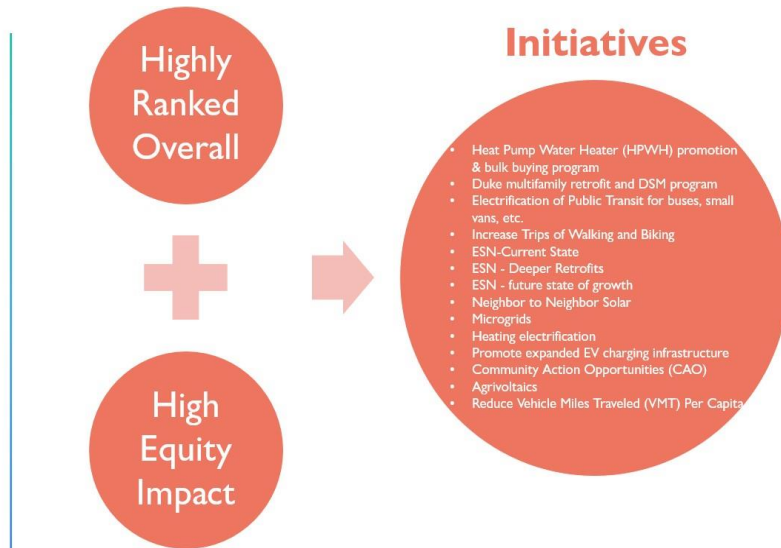 Highly
Ranked
Overall
High
Equity
Impact
Initiatives
• Heat Pump Water Heater (HPWH) promotion
& bulk buying program
• Duke multifamily retrofit and DSM program
• Electrification of Public Transit for buses, small
vans, etc.
• Increase Trips of Walking and Biking
• ESN-Current State
• ESN - Deeper Retrofits
• ESN - future state of growth
• Neighbor to Neighbor Solar
• Microgrids
• Heating electrification
• Promote expanded EV charging infrastructure
• Community Action Opportunities (CAO)
• Agrivoltaics
• Reduce Vehicle Miles Traveled (VMT) Per Capita